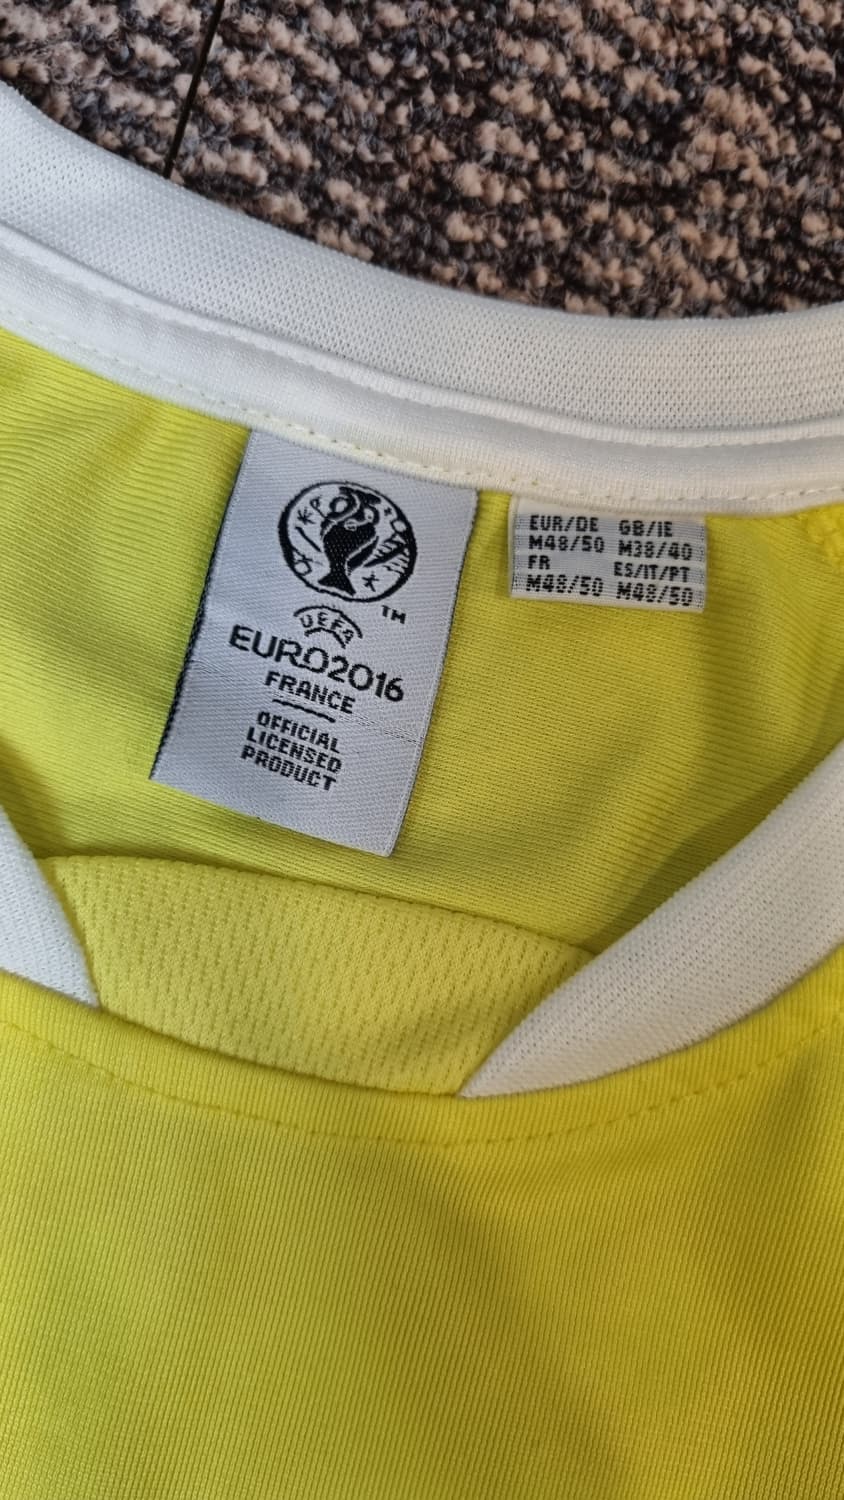 TM
UEFA
EURO2016
FRANCE
OFFICIAL
LICENSED
PRODUCT
EUR/DE GB/IE
M48/50 M38/40
FR ES/IT/PT
M48/50 M48/50